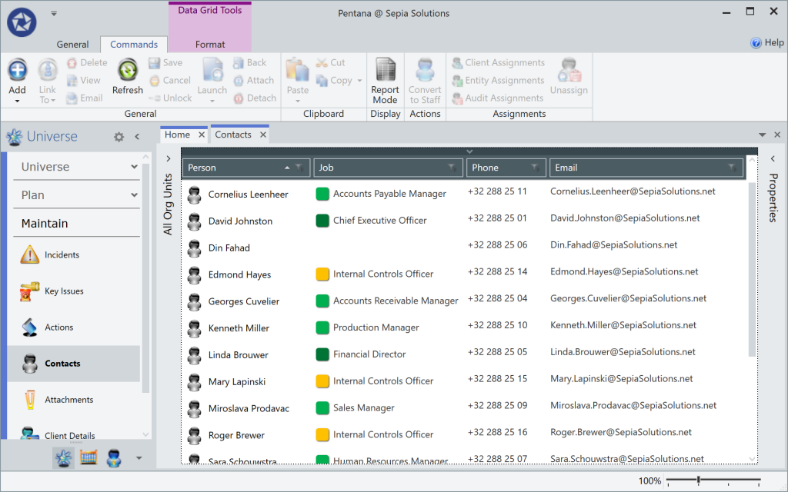 Data Grid Tools
Pentana @ Sepia Solutions
General
Commands
Format
Help
Add
Link To
Delete
View
Email
Refresh
Save
Cancel
Unlock
Launch
Back
Attach
Detach
General
Paste
Cut
Copy
Clipboard
Report Mode
Display
Convert to Staff
Actions
Client Assignments
Entity Assignments
Audit Assignments
Unassign
Assignments
Universe
Home
Contacts
Universe
Plan
Maintain
Incidents
Key Issues
Actions
Contacts
Attachments
Client Details
All Org Units
Person Job Phone Email
Cornelius Leenheer Accounts Payable Manager +32 288 25 11 Cornelius.Leenheer@SepiaSolutions.net
David Johnston Chief Executive Officer +32 288 25 01 David.Johnston@SepiaSolutions.net
Din Fahad +32 288 25 06 Din.Fahad@SepiaSolutions.net
Edmond Hayes Internal Controls Officer +32 288 25 14 Edmond.Hayes@SepiaSolutions.net
Georges Cuvelier Accounts Receivable Manager +32 288 25 04 Georges.Cuvelier@SepiaSolutions.net
Kenneth Miller Production Manager +32 288 25 10 Kenneth.Miller@SepiaSolutions.net
Linda Brouwer Financial Director +32 288 25 05 Linda.Brouwer@SepiaSolutions.net
Mary Lapinski Internal Controls Officer +32 288 25 15 Mary.Lapinski@SepiaSolutions.net
Miroslava Prodavac Sales Manager +32 288 25 09 Miroslava.Prodavac@SepiaSolutions.net
Roger Brewer Internal Controls Officer +32 288 25 16 Roger.Brewer@SepiaSolutions.net
Sara Schouwstra Human Resources Manager +32 288 25 07 Sara.Schouwstra@SepiaSolutions.net
Properties
100%